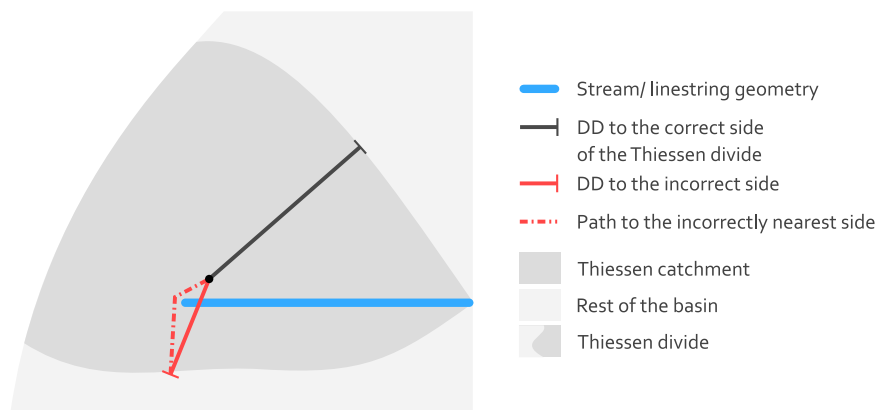 Stream/ linestring geometry
DD to the correct side
of the Thiessen divide
DD to the incorrect side
Path to the incorrectly nearest side
Thiessen catchment
Rest of the basin
Thiessen divide